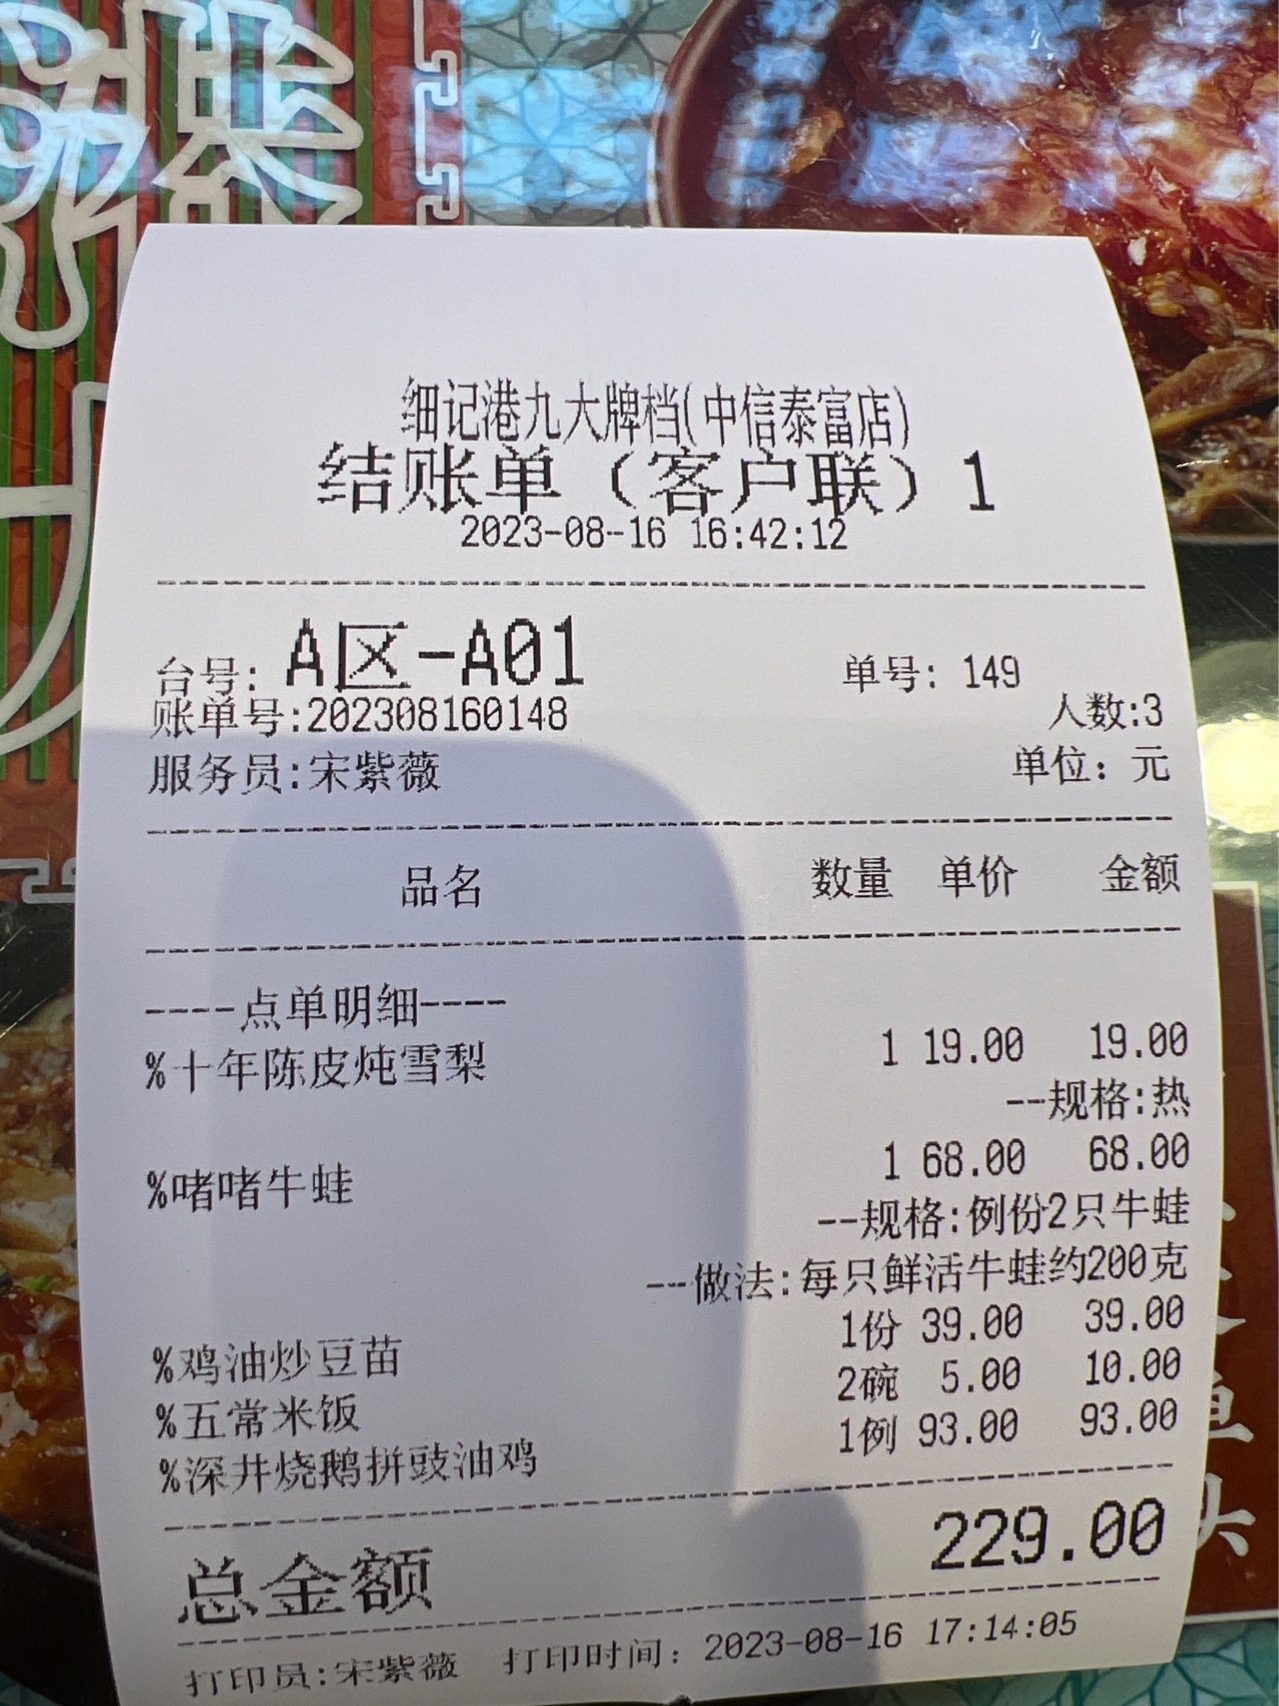 细记港九大牌档(中信泰富店)
结账单（客户联）1
2023-08-16 16:42:12
台号: A区-A01 单号: 149
账单号:202308160148 人数:3
服务员:宋紫薇 单位: 元
品名 数量 单价 金额
----点单明细----
%十年陈皮炖雪梨 1 19.00 19.00
--规格:热
%啫啫牛蛙 1 68.00 68.00
--规格:例份2只牛蛙
--做法:每只鲜活牛蛙约200克
%鸡油炒豆苗 1份 39.00 39.00
%五常米饭 2碗 5.00 10.00
%深井烧鹅拼豉油鸡 1例 93.00 93.00
总金额 229.00
打印员:宋紫薇 打印时间: 2023-08-16 17:14:05